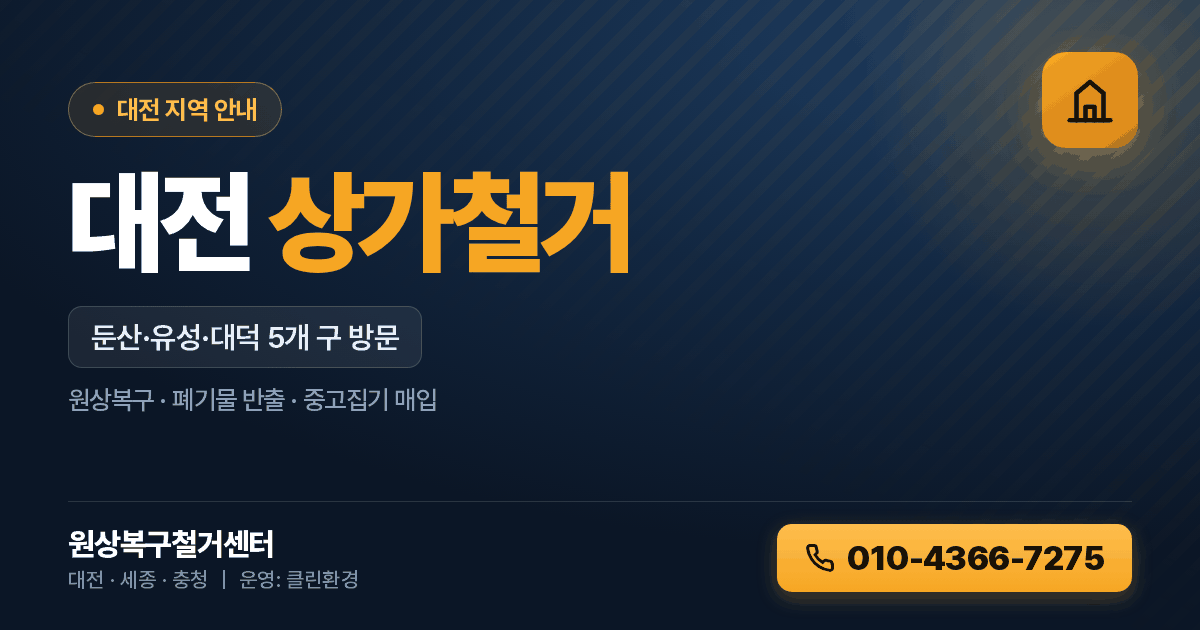 대전 지역 안내
대전 상가철거
둔산·유성·대덕 5개 구 방문
원상복구 · 폐기물 반출 · 중고집기 매입
원상복구철거센터
대전 · 세종 · 충청 | 운영: 클린환경
010-4366-7275